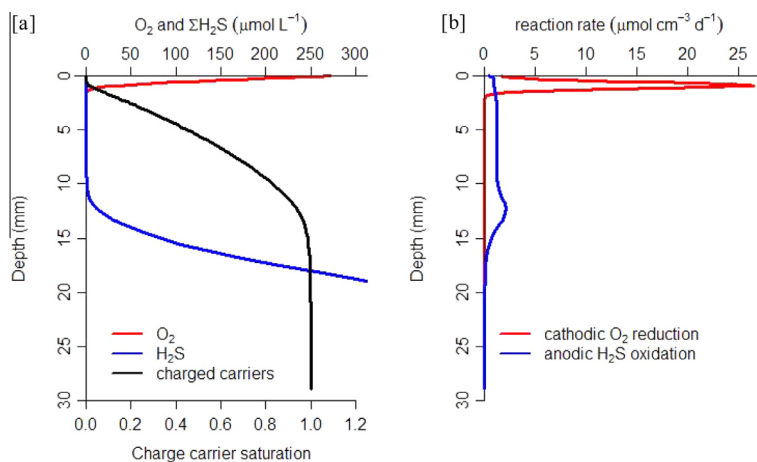 [a]
O₂ and ΣH₂S (μmol L⁻¹)
0 50 100 150 200 250 300
Depth (mm)
0
5
10
15
20
25
30
O₂
H₂S
charged carriers
0.0 0.2 0.4 0.6 0.8 1.0 1.2
Charge carrier saturation
[b]
reaction rate (μmol cm⁻³ d⁻¹)
0 5 10 15 20 25
Depth (mm)
0
5
10
15
20
25
30
cathodic O₂ reduction
anodic H₂S oxidation